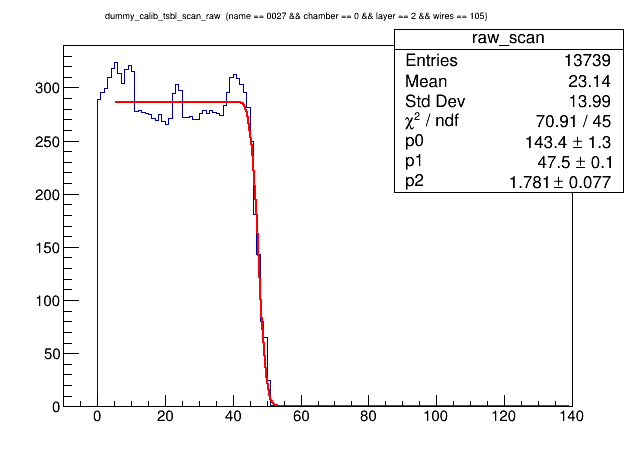 dummy_calib_tsbl_scan_raw (name == 0027 && chamber == 0 && layer == 2 && wires == 105)
raw_scan
Entries 13739
Mean 23.14
Std Dev 13.99
χ² / ndf 70.91 / 45
p0 143.4 ± 1.3
p1 47.5 ± 0.1
p2 1.781 ± 0.077
300
250
200
150
100
50
0
0 20 40 60 80 100 120 140